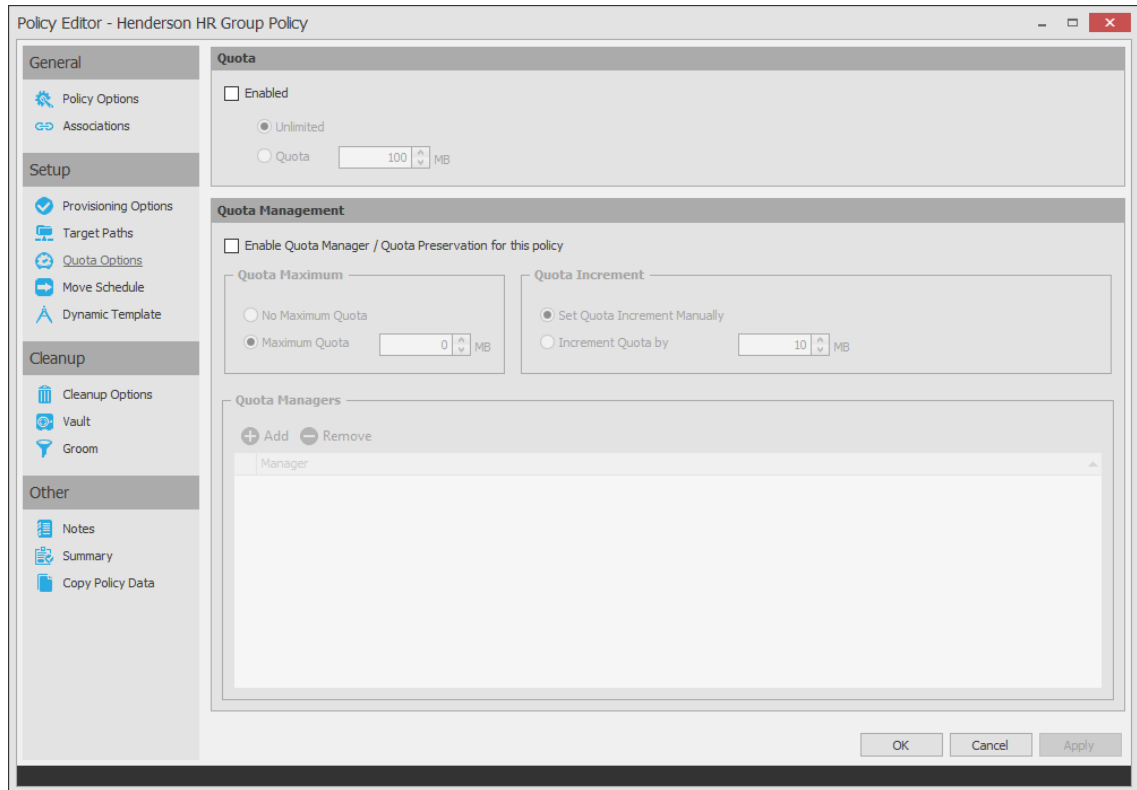 Policy Editor - Henderson HR Group Policy
General
Policy Options
Associations
Setup
Provisioning Options
Target Paths
Quota Options
Move Schedule
Dynamic Template
Cleanup
Cleanup Options
Vault
Groom
Other
Notes
Summary
Copy Policy Data
Quota
Enabled
Unlimited
Quota 100 MB
Quota Management
Enable Quota Manager / Quota Preservation for this policy
Quota Maximum
No Maximum Quota
Maximum Quota 0 MB
Quota Increment
Set Quota Increment Manually
Increment Quota by 10 MB
Quota Managers
Add Remove
Manager
OK Cancel Apply